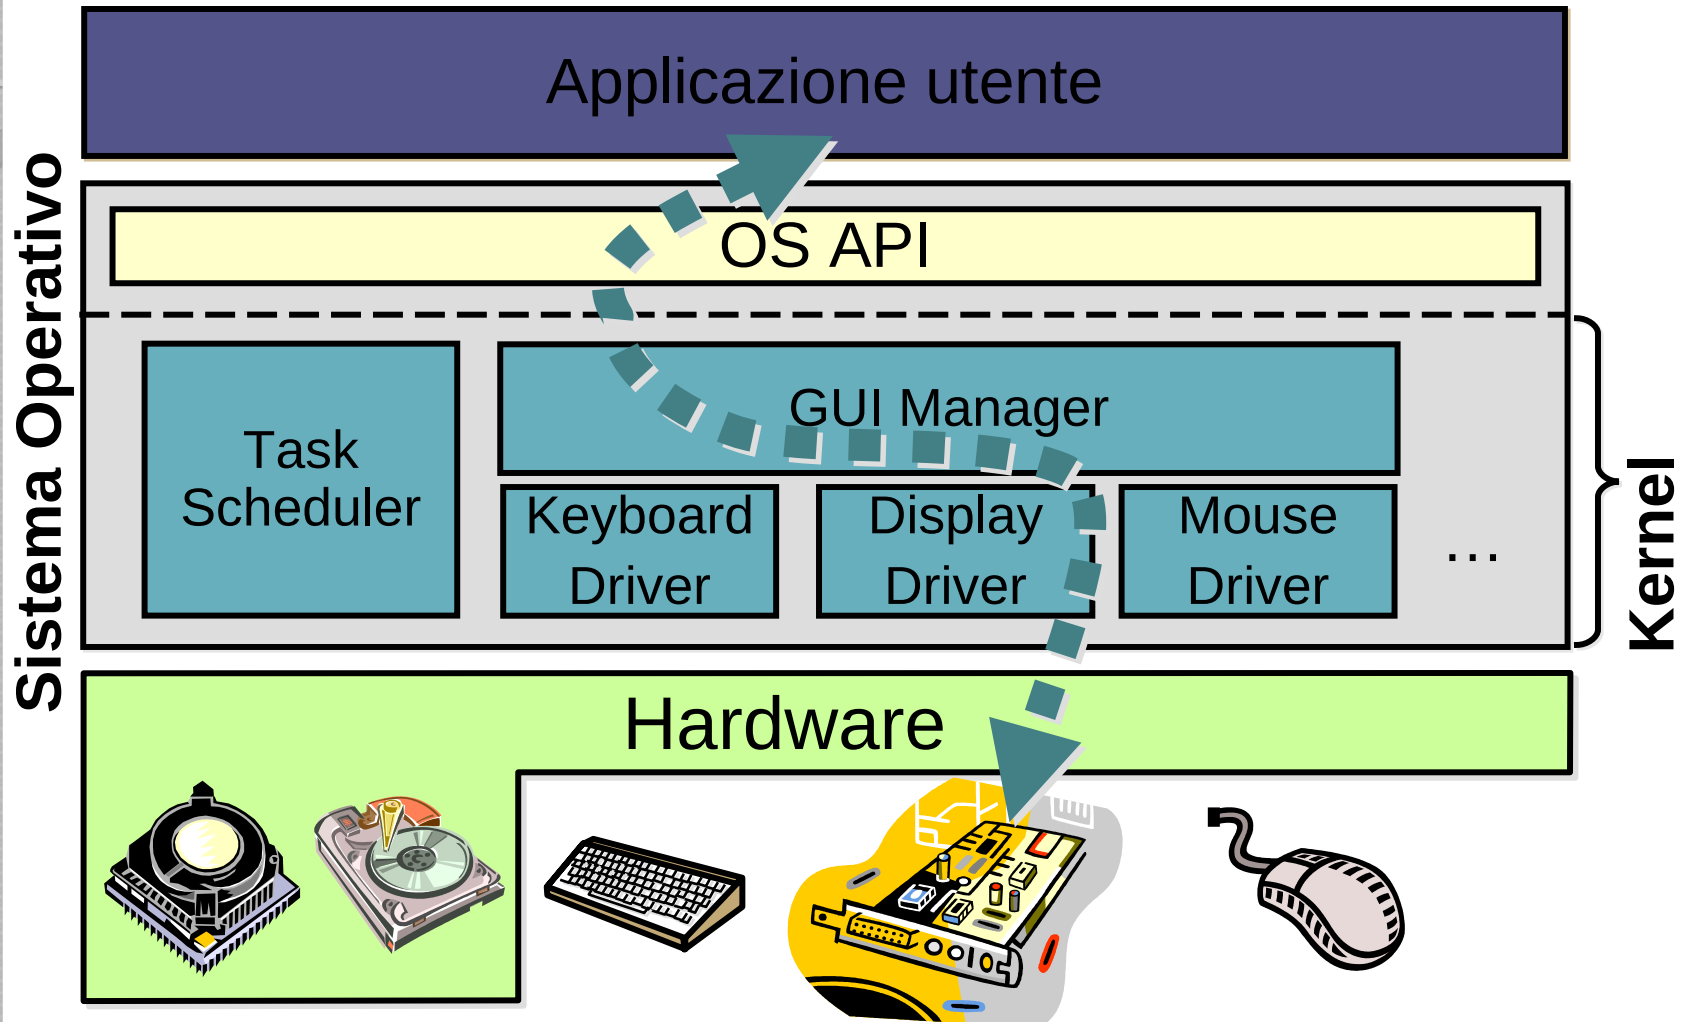 Applicazione utente
Sistema Operativo
OS API
Task
Scheduler
GUI Manager
Keyboard
Driver
Display
Driver
Mouse
Driver
...
Kernel
Hardware